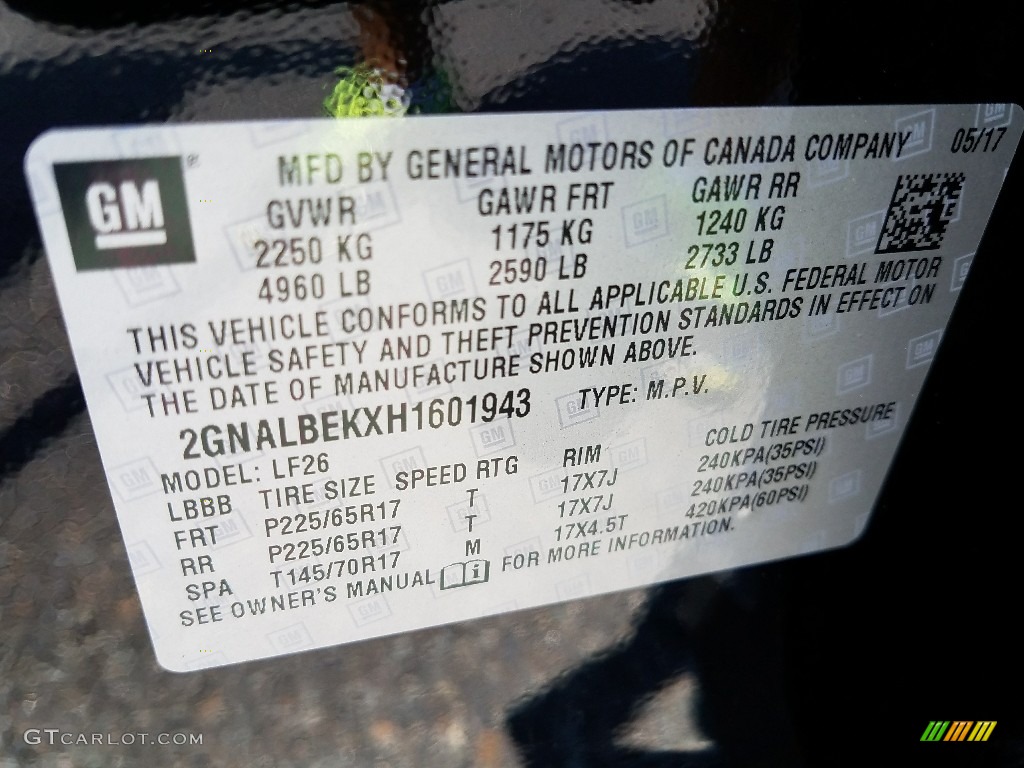 GM ® MFD BY GENERAL MOTORS OF CANADA COMPANY 05/17
GVWR GAWR FRT GAWR RR
2250 KG 1175 KG 1240 KG
4960 LB 2590 LB 2733 LB
THIS VEHICLE CONFORMS TO ALL APPLICABLE U.S. FEDERAL MOTOR
VEHICLE SAFETY AND THEFT PREVENTION STANDARDS IN EFFECT ON
THE DATE OF MANUFACTURE SHOWN ABOVE.
2GNALBEKXH1601943 TYPE: M.P.V.
MODEL: LF26
LBBB TIRE SIZE SPEED RTG RIM COLD TIRE PRESSURE
FRT P225/65R17 T 17X7J 240KPA(35PSI)
RR P225/65R17 T 17X7J 240KPA(35PSI)
SPA T145/70R17 M 17X4.5T 420KPA(60PSI)
SEE OWNER'S MANUAL i FOR MORE INFORMATION.
GTCARLOT.COM